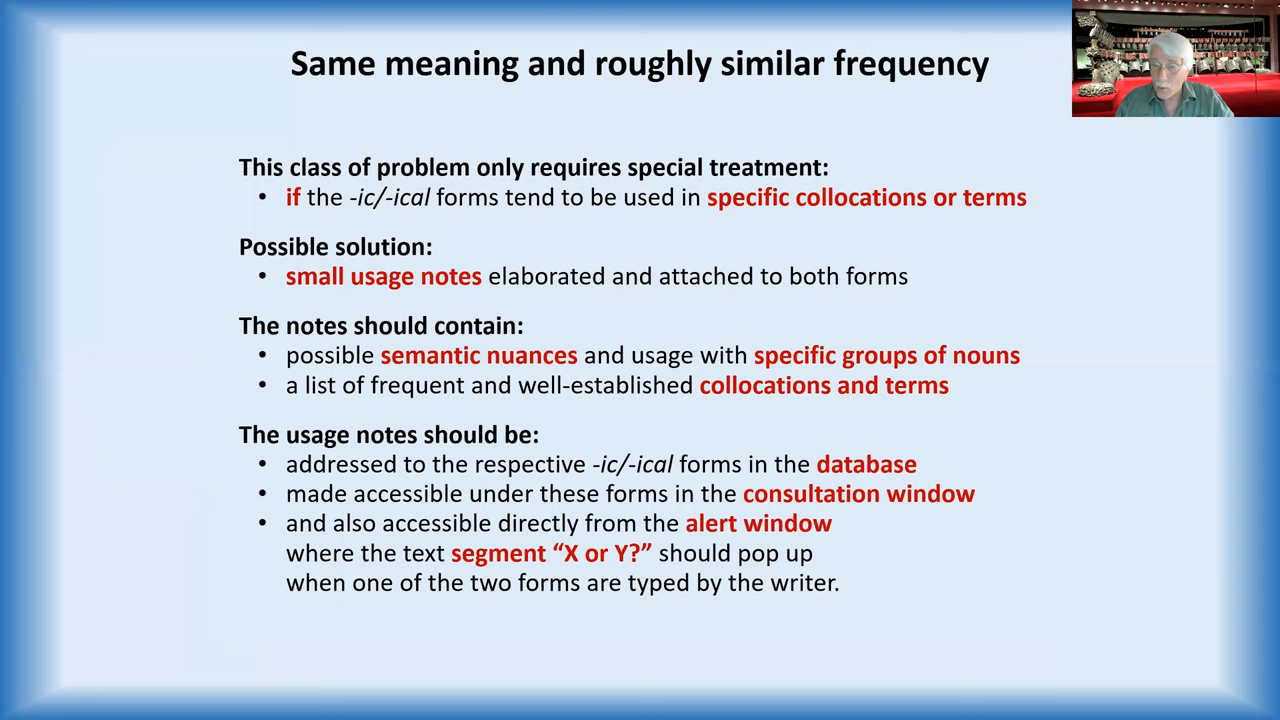 Same meaning and roughly similar frequency
This class of problem only requires special treatment:
• if the -ic/-ical forms tend to be used in specific collocations or terms
Possible solution:
• small usage notes elaborated and attached to both forms
The notes should contain:
• possible semantic nuances and usage with specific groups of nouns
• a list of frequent and well-established collocations and terms
The usage notes should be:
• addressed to the respective -ic/-ical forms in the database
• made accessible under these forms in the consultation window
• and also accessible directly from the alert window
where the text segment “X or Y?” should pop up
when one of the two forms are typed by the writer.